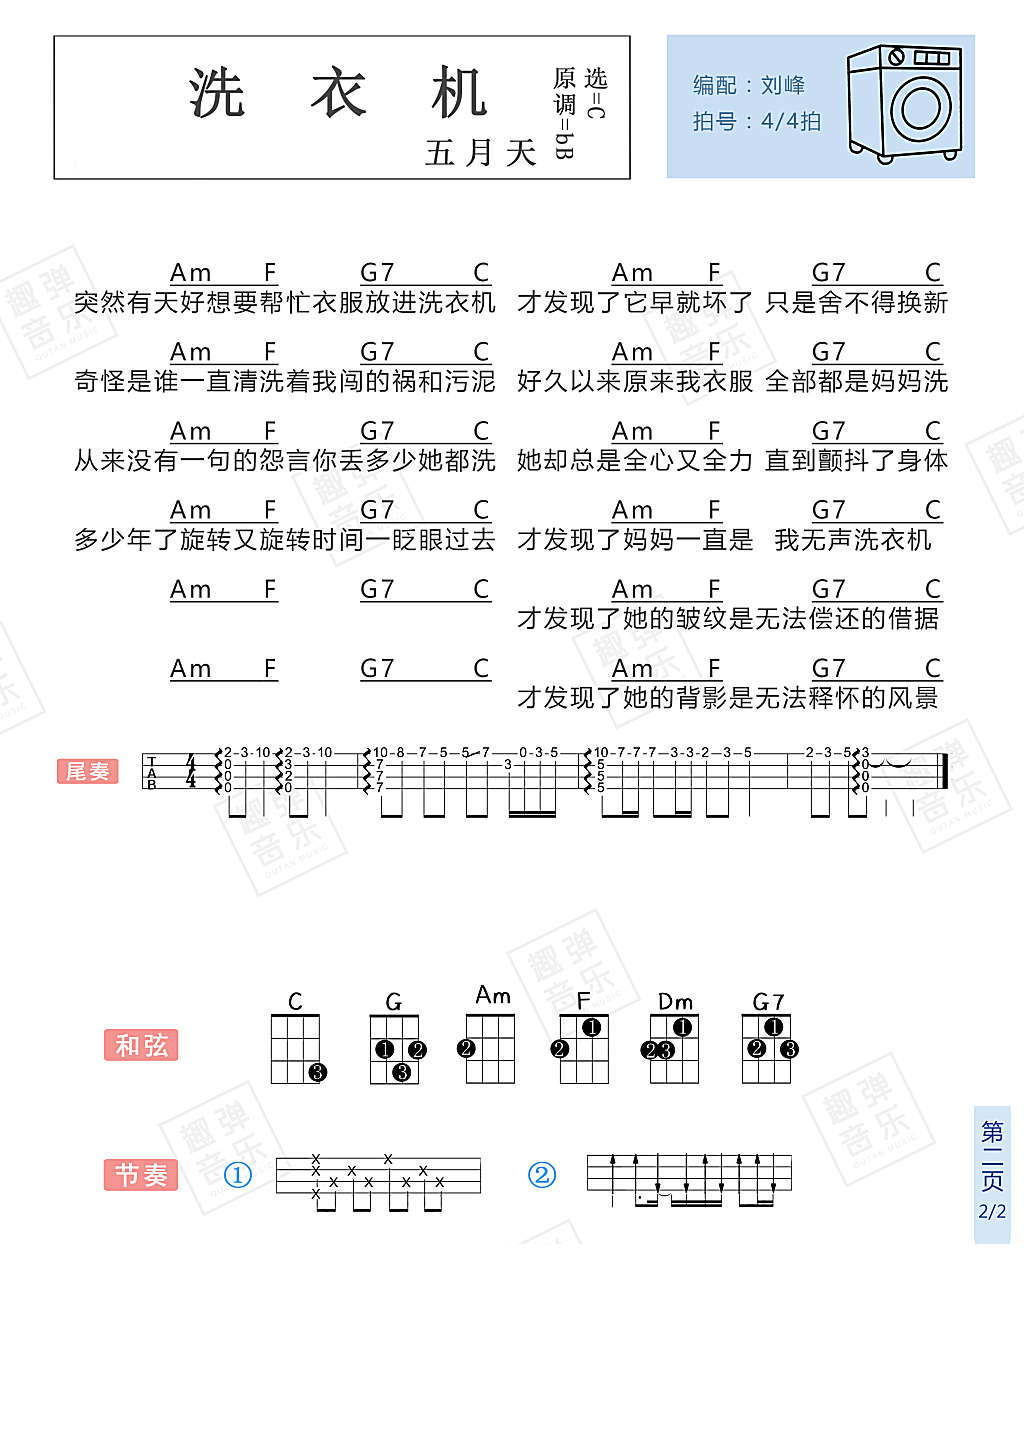 洗衣机
五月天
原调=bB
选=C
编配：刘峰
拍号：4/4拍
Am F G7 C Am F G7 C
突然有天好想要帮忙衣服放进洗衣机 才发现了它早就坏了 只是舍不得换新
Am F G7 C Am F G7 C
奇怪是谁一直清洗着我闯的祸和污泥 好久以来原来我衣服 全部都是妈妈洗
Am F G7 C Am F G7 C
从来没有一句的怨言你丢多少她都洗 她却总是全心又全力 直到颤抖了身体
Am F G7 C Am F G7 C
多少年了旋转又旋转时间一眨眼过去 才发现了妈妈一直是 我无声洗衣机
Am F G7 C Am F G7 C
才发现了她的皱纹是无法偿还的借据
Am F G7 C Am F G7 C
才发现了她的背影是无法释怀的风景
尾奏
TAB 4/4
2 3 10 2 3 10 10 8 7 5 5 7 0 3 5 10 7 7 7 3 3 2 3 5 2 3 5 3
0 3 7 3 5 0
0 2 7 5 0
0 0 7 5 0
和弦
C G Am F Dm G7
3 1 2 3 2 1 2 1 2 3 1 2 3
节奏 ① ②
第二页
2/2
趣弹音乐
QUTAN MUSIC